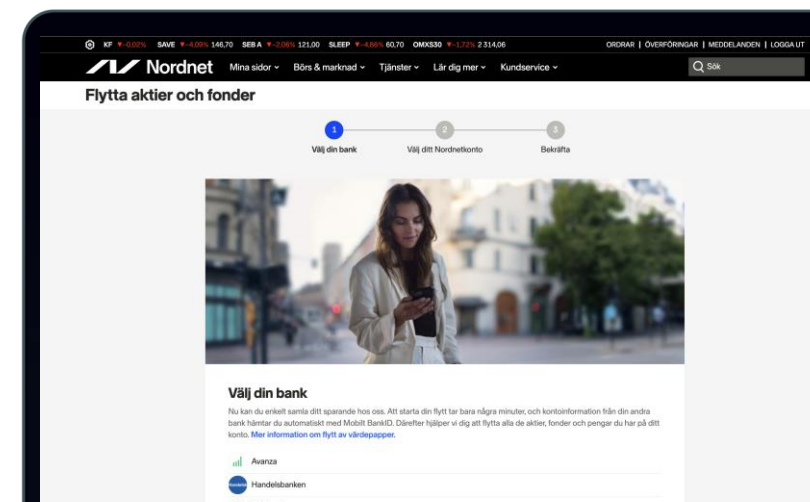 KF ▼-0,02% SAVE ▼-4,09% 146,70 SEB A ▼-2,06% 121,00 SLEEP ▼-4,86% 60,70 OMXS30 ▼-1,72% 2 314,06 ORDRAR | ÖVERFÖRINGAR | MEDDELANDEN | LOGGA UT
Nordnet Mina sidor Börs & marknad Tjänster Lär dig mer Kundservice Sök
Flytta aktier och fonder
1 2 3
Välj din bank Välj ditt Nordnetkonto Bekräfta
Välj din bank
Nu kan du enkelt samla ditt sparande hos oss. Att starta din flytt tar bara några minuter, och kontoinformation från din andra
bank hämtar du automatiskt med Mobilt BankID. Därefter hjälper vi dig att flytta alla de aktier, fonder och pengar du har på ditt
konto. Mer information om flytt av värdepapper.
Avanza
Handelsbanken